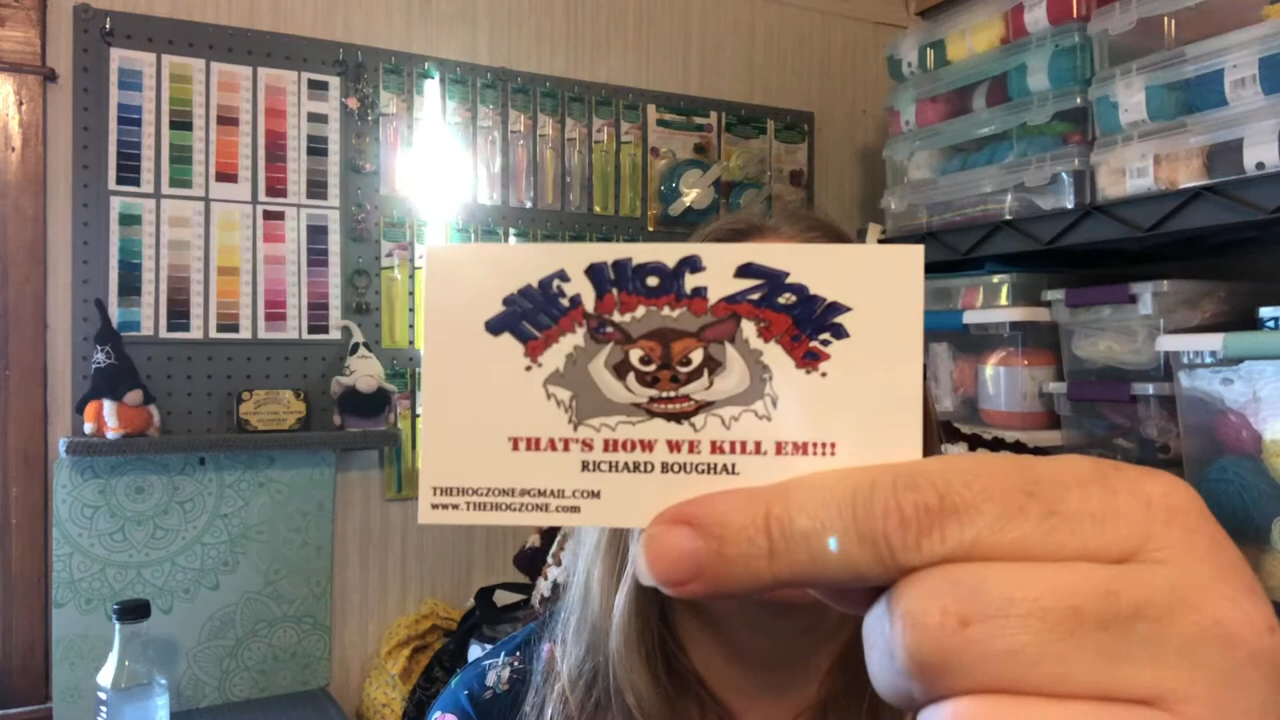 THE HOG ZONE
THAT'S HOW WE KILL EM!!!
RICHARD BOUGHAL
THEHOGZONE@GMAIL.COM
www.THEHOGZONE.com